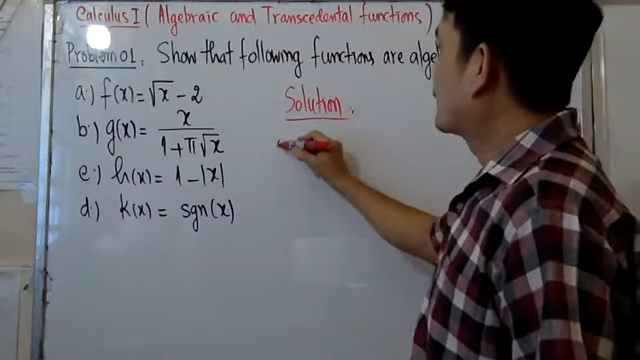 Calculus I ( Algebraic and Transcedental functions )
Problem 01. Show that following functions are alge
a.) f(x) = √x - 2
Solution.
b.) g(x) = x / 1 + π√x
c.) h(x) = 1 - |x|
d.) k(x) = sgn(x)